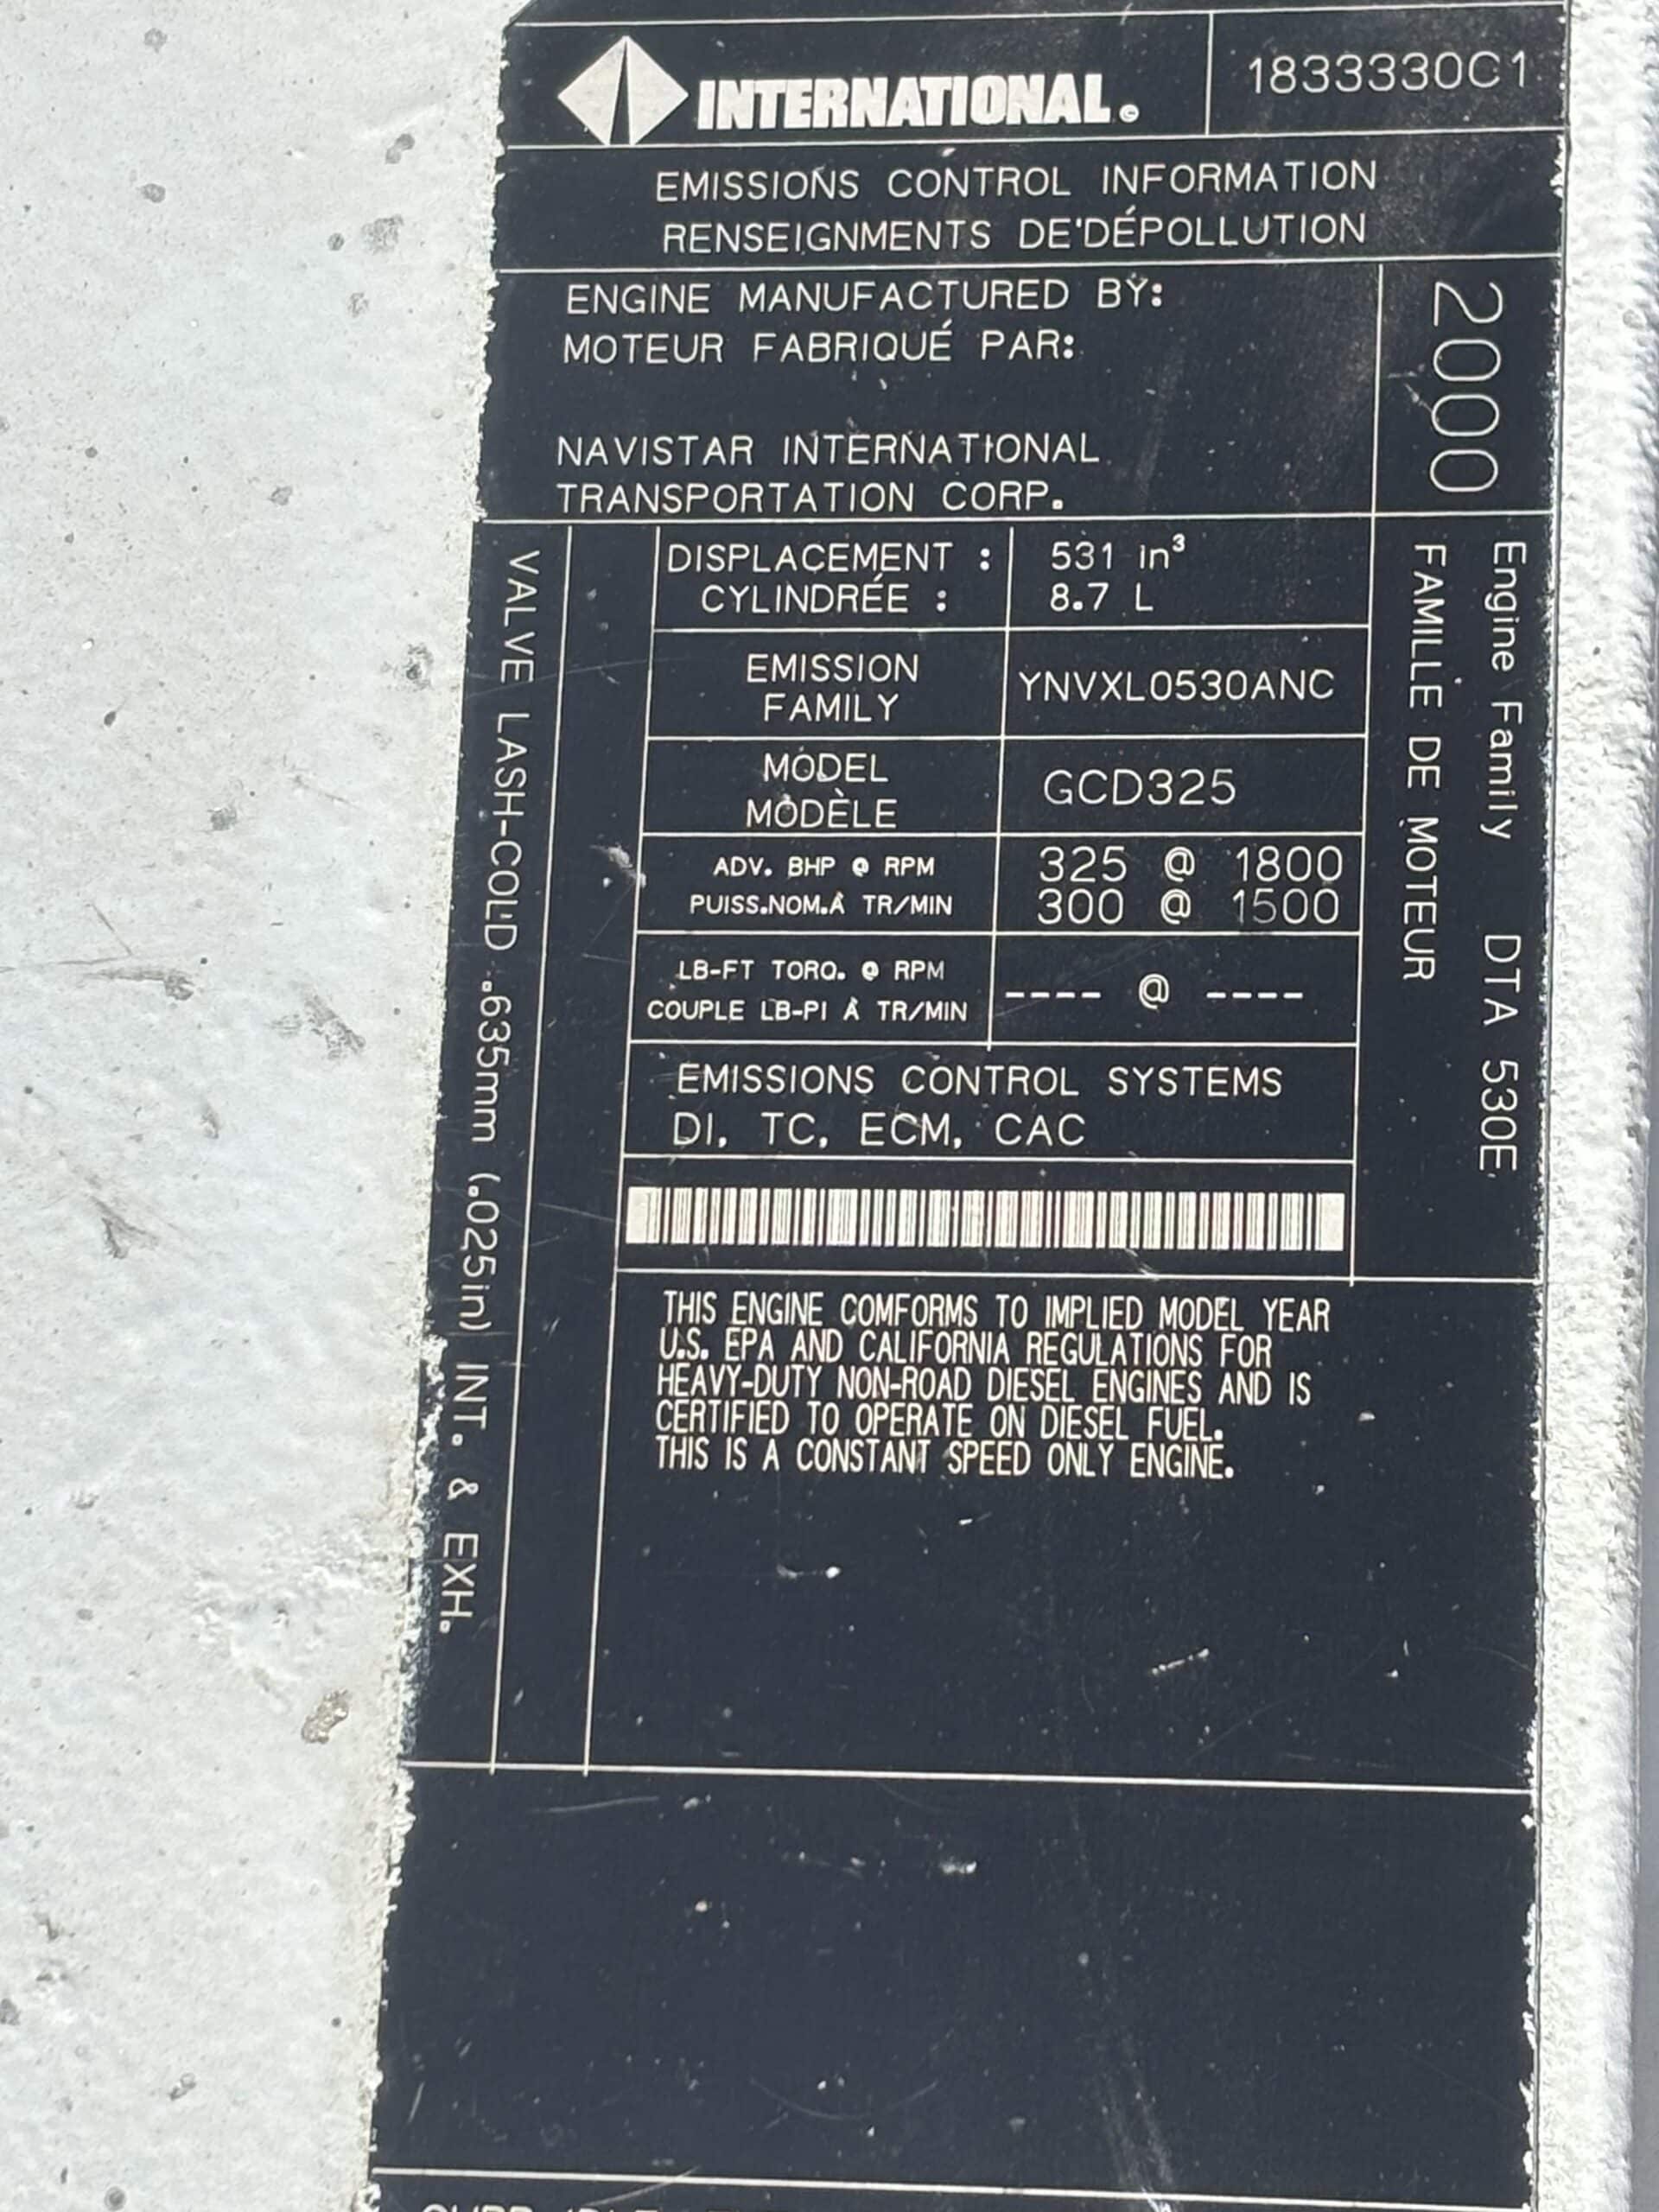 INTERNATIONAL®
1833330C1
EMISSIONS CONTROL INFORMATION
RENSEIGNMENTS DE'DÉPOLLUTION
ENGINE MANUFACTURED BY:
MOTEUR FABRIQUÉ PAR:
NAVISTAR INTERNATIONAL
TRANSPORTATION CORP.
2000
Engine Family DTA 530E
FAMILLE DE MOTEUR
VALVE LASH-COLD .635mm (.025in) INT. & EXH.
DISPLACEMENT : 531 in³
CYLINDRÉE : 8.7 L
EMISSION
FAMILY
YNVXL0530ANC
MODEL
MODÈLE
GCD325
ADV. BHP @ RPM 325 @ 1800
PUISS.NOM.À TR/MIN 300 @ 1500
LB-FT TORQ. @ RPM
COUPLE LB-PI À TR/MIN
---- @ ----
EMISSIONS CONTROL SYSTEMS
DI, TC, ECM, CAC
THIS ENGINE COMFORMS TO IMPLIED MODEL YEAR
U.S. EPA AND CALIFORNIA REGULATIONS FOR
HEAVY-DUTY NON-ROAD DIESEL ENGINES AND IS
CERTIFIED TO OPERATE ON DIESEL FUEL.
THIS IS A CONSTANT SPEED ONLY ENGINE.